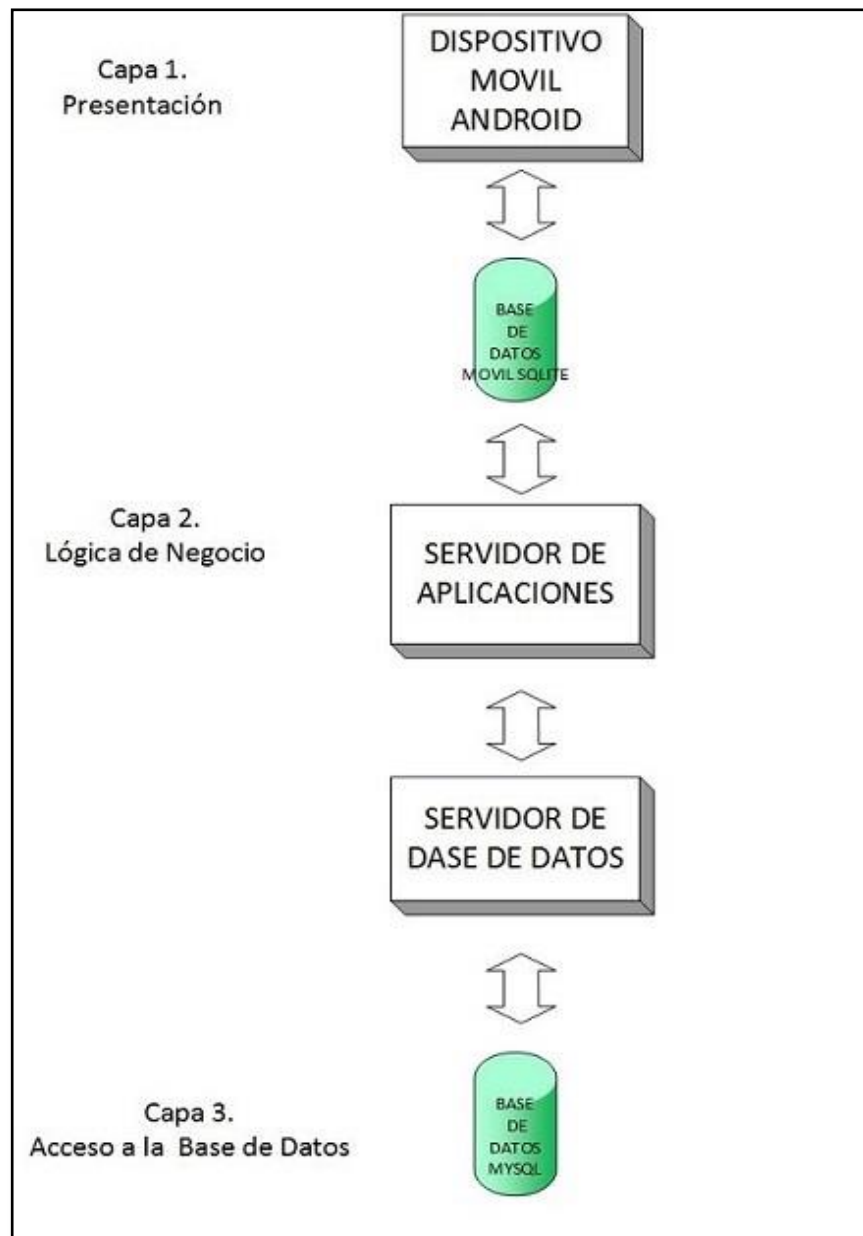 Capa 1.
Presentación
DISPOSITIVO
MOVIL
ANDROID
BASE
DE
DATOS
MOVIL SQLITE
Capa 2.
Lógica de Negocio
SERVIDOR DE
APLICACIONES
SERVIDOR DE
DASE DE DATOS
Capa 3.
Acceso a la Base de Datos
BASE
DE
DATOS
MYSQL